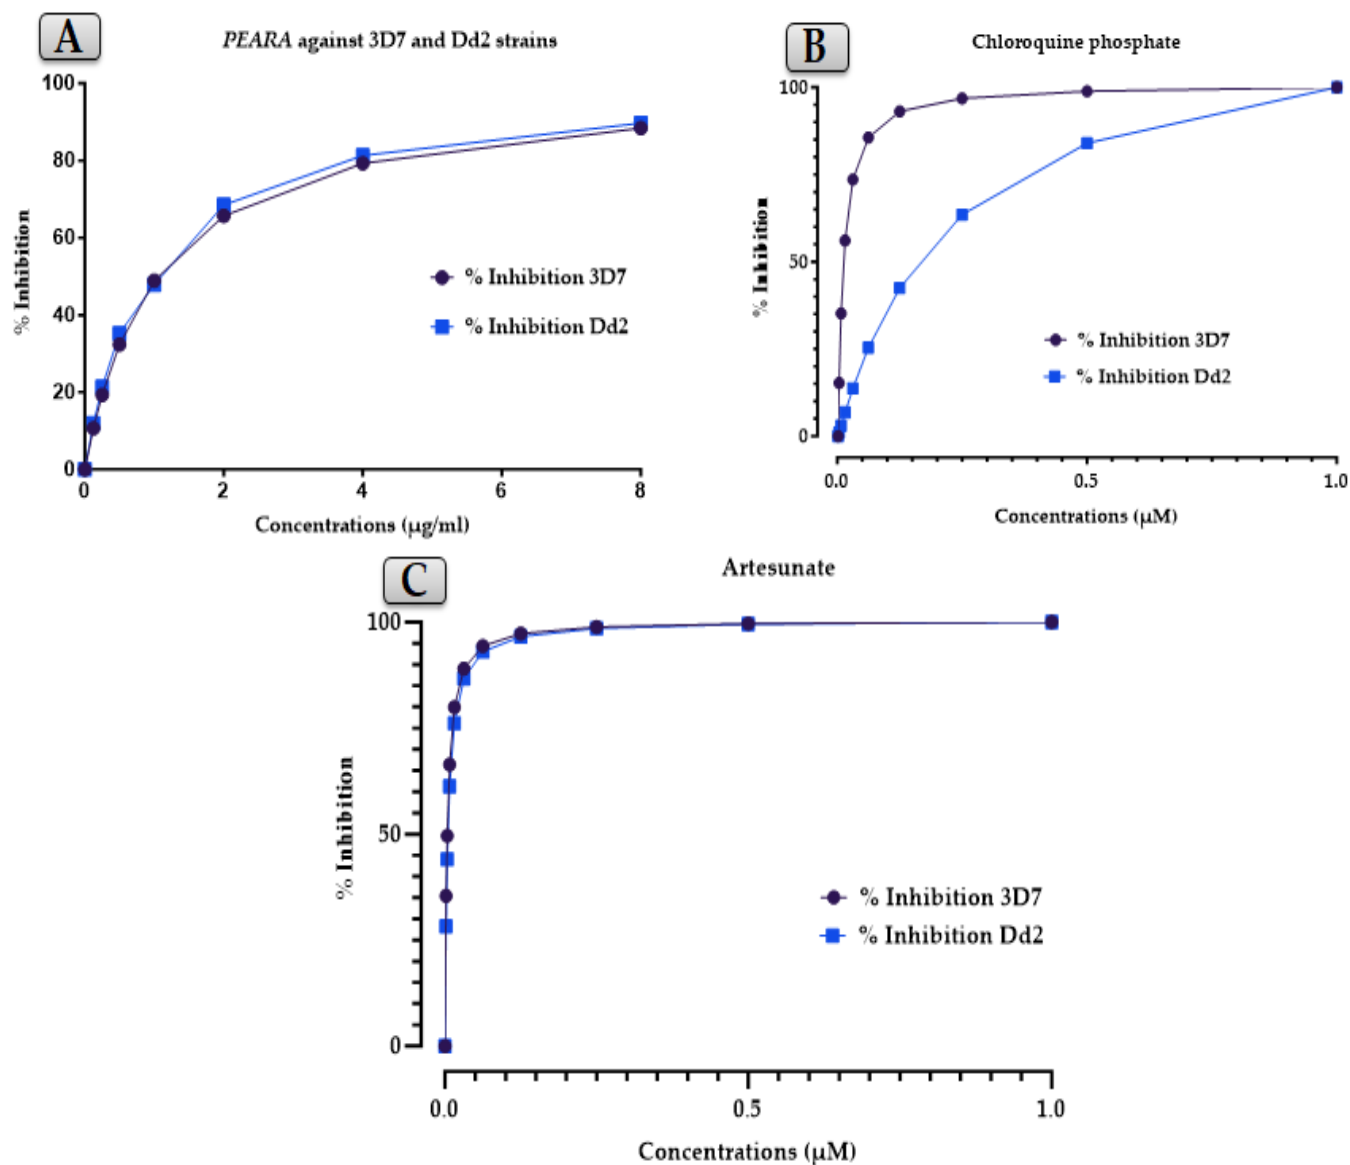 A
PEARA against 3D7 and Dd2 strains
100
80
60
40
20
0
% Inhibition
% Inhibition 3D7
% Inhibition Dd2
0 2 4 6 8
Concentrations (µg/ml)
B
Chloroquine phosphate
100
50
0
% Inhibition
% Inhibition 3D7
% Inhibition Dd2
0.0 0.5 1.0
Concentrations (µM)
C
Artesunate
100
50
0
% Inhibition
% Inhibition 3D7
% Inhibition Dd2
0.0 0.5 1.0
Concentrations (µM)